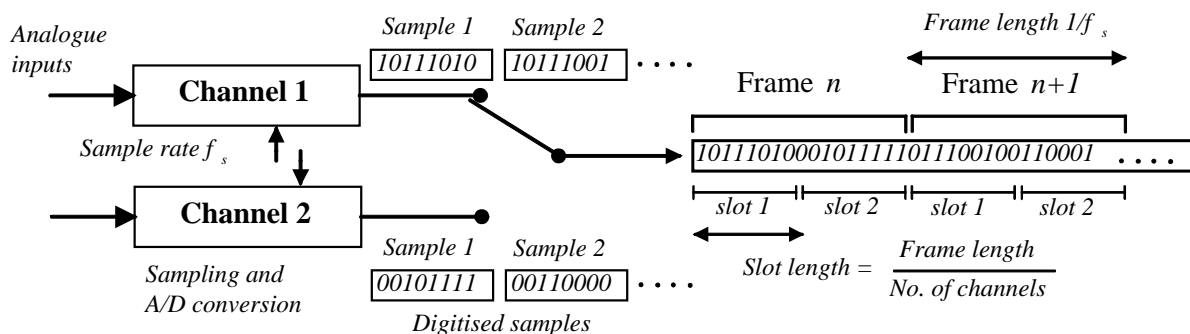 Sample 1 Sample 2 Frame length 1/f s
Analogue
inputs
10111010 10111001 ....
Channel 1
Frame n Frame n+1
Sample rate f s
10111010001011111011100100110001 ....
Channel 2
slot 1 slot 2 slot 1 slot 2
Sample 1 Sample 2
Slot length = Frame length
No. of channels
Sampling and
A/D conversion
00101111 00110000 ....
Digitised samples